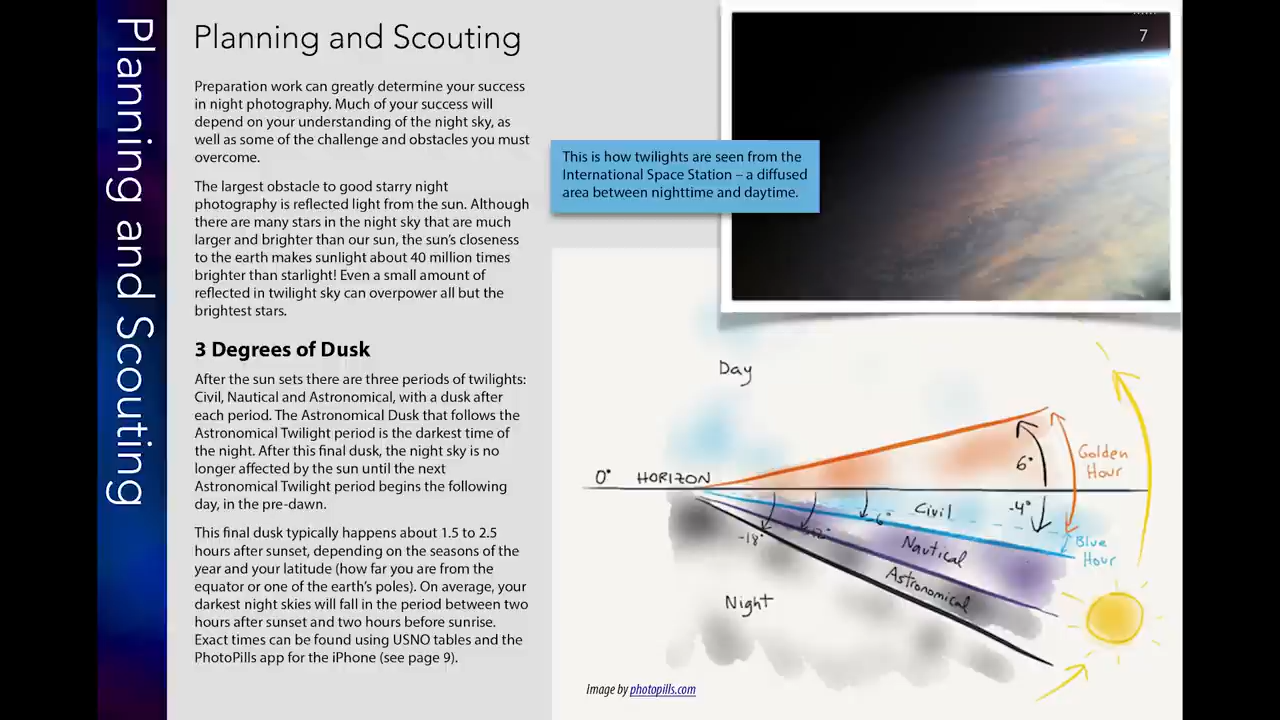 Planning and Scouting
7
Planning and Scouting
Preparation work can greatly determine your success
in night photography. Much of your success will
depend on your understanding of the night sky, as
well as some of the challenge and obstacles you must
overcome.
The largest obstacle to good starry night
photography is reflected light from the sun. Although
there are many stars in the night sky that are much
larger and brighter than our sun, the sun’s closeness
to the earth makes sunlight about 40 million times
brighter than starlight! Even a small amount of
reflected in twilight sky can overpower all but the
brightest stars.
3 Degrees of Dusk
After the sun sets there are three periods of twilights:
Civil, Nautical and Astronomical, with a dusk after
each period. The Astronomical Dusk that follows the
Astronomical Twilight period is the darkest time of
the night. After this final dusk, the night sky is no
longer affected by the sun until the next
Astronomical Twilight period begins the following
day, in the pre-dawn.
This final dusk typically happens about 1.5 to 2.5
hours after sunset, depending on the seasons of the
year and your latitude (how far you are from the
equator or one of the earth’s poles). On average, your
darkest night skies will fall in the period between two
hours after sunset and two hours before sunrise.
Exact times can be found using USNO tables and the
PhotoPills app for the iPhone (see page 9).
This is how twilights are seen from the
International Space Station – a diffused
area between nighttime and daytime.
Day
0° HORIZON
6°
Golden
Hour
Civil
-4°
-6°
-12°
-18°
Nautical
Blue
Hour
Astronomical
Night
Image by photopills.com